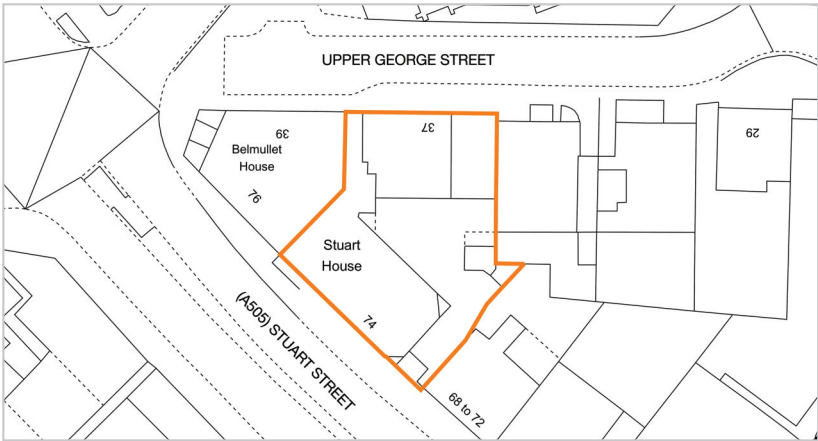 UPPER GEORGE STREET
39
37
29
Belmullet
House
76
Stuart
House
74
(A505) STUART STREET
68 to 72